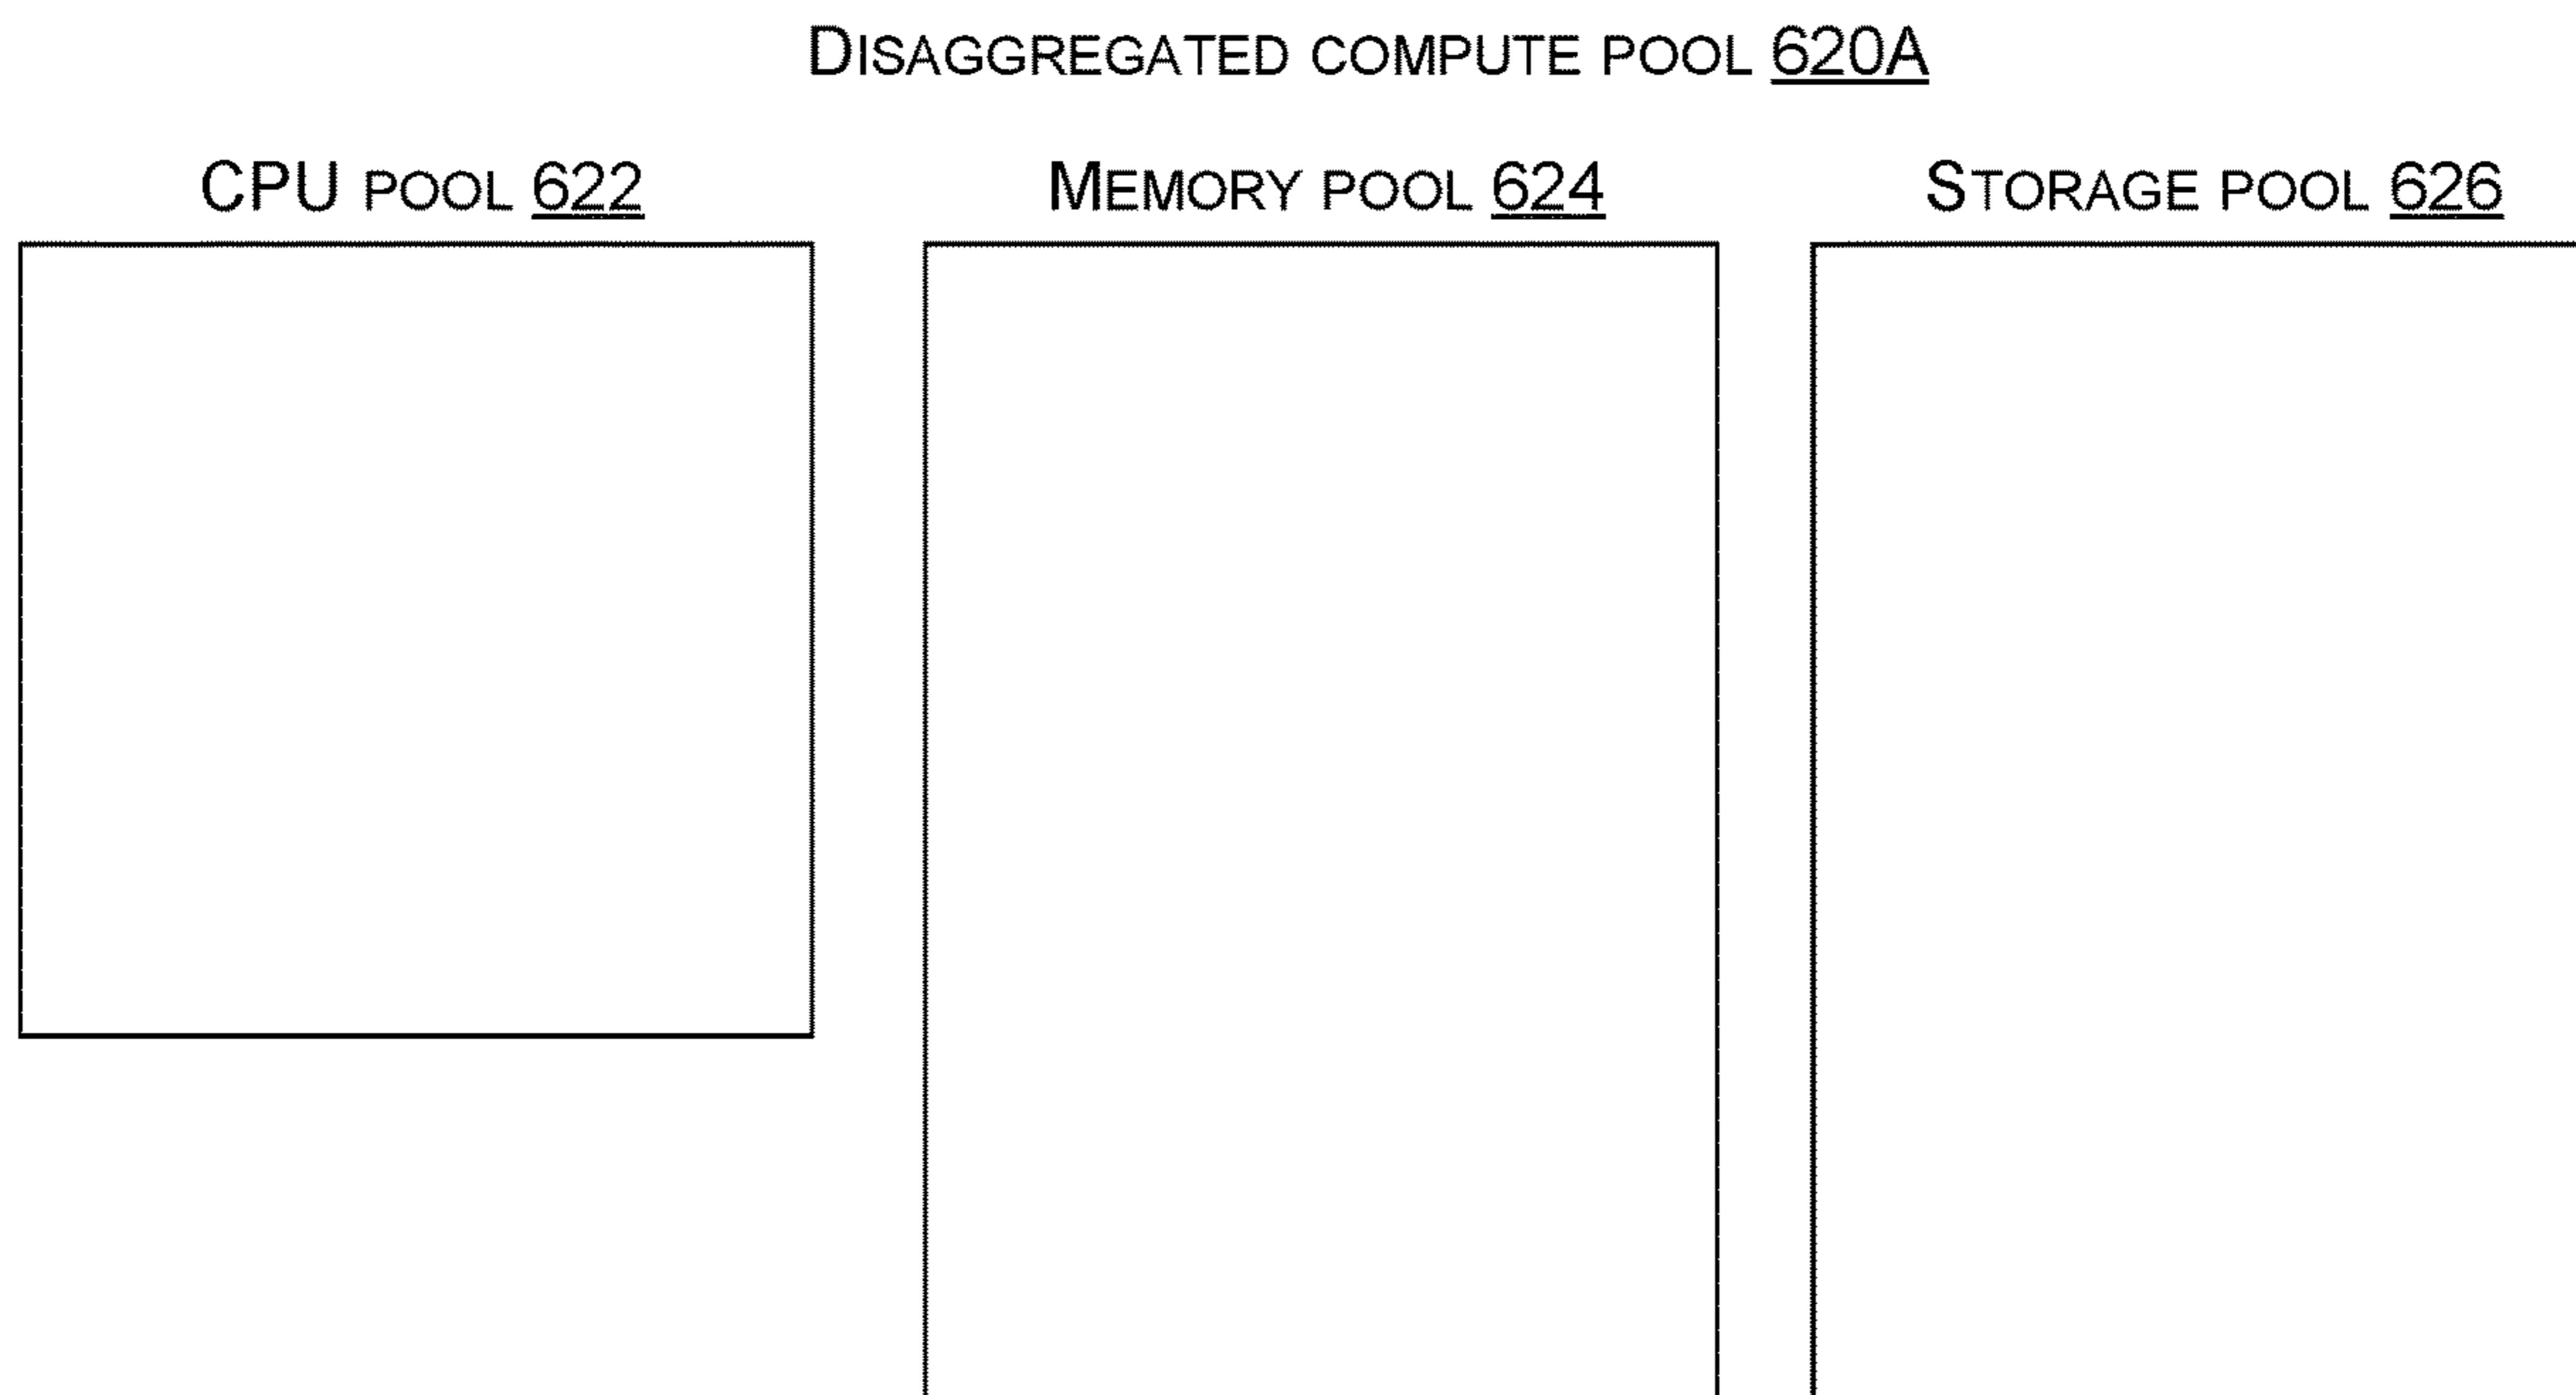 DISAGGREGATED COMPUTE POOL 620A
CPU POOL 622 MEMORY POOL 624 STORAGE POOL 626